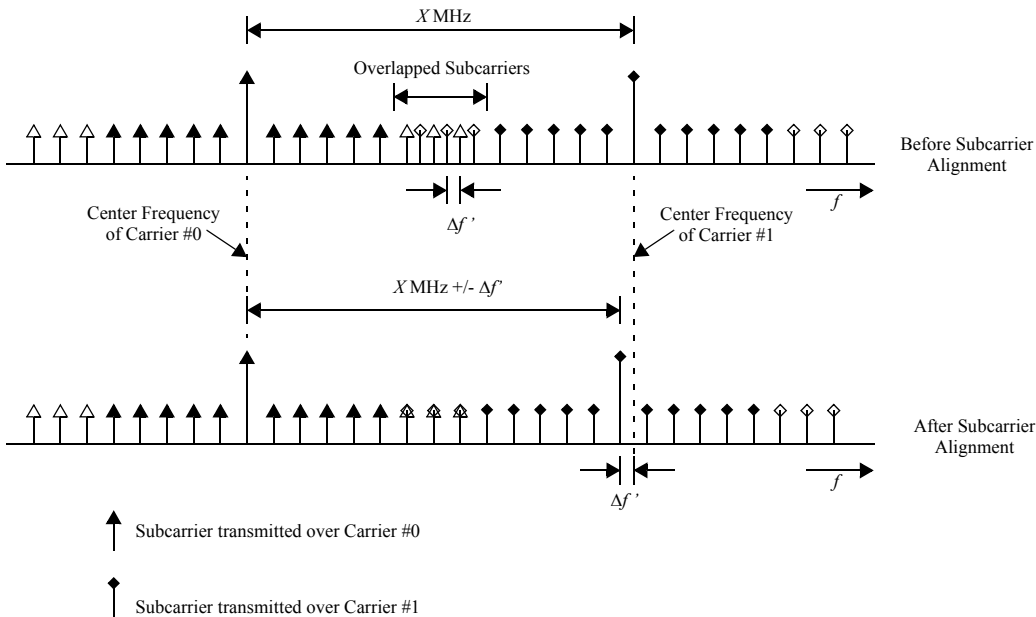 X MHz
Overlapped Subcarriers
Before Subcarrier
Alignment
Δf ’
f
Center Frequency
of Carrier #0
Center Frequency
of Carrier #1
X MHz +/- Δf’
After Subcarrier
Alignment
Δf ’
f
Subcarrier transmitted over Carrier #0
Subcarrier transmitted over Carrier #1